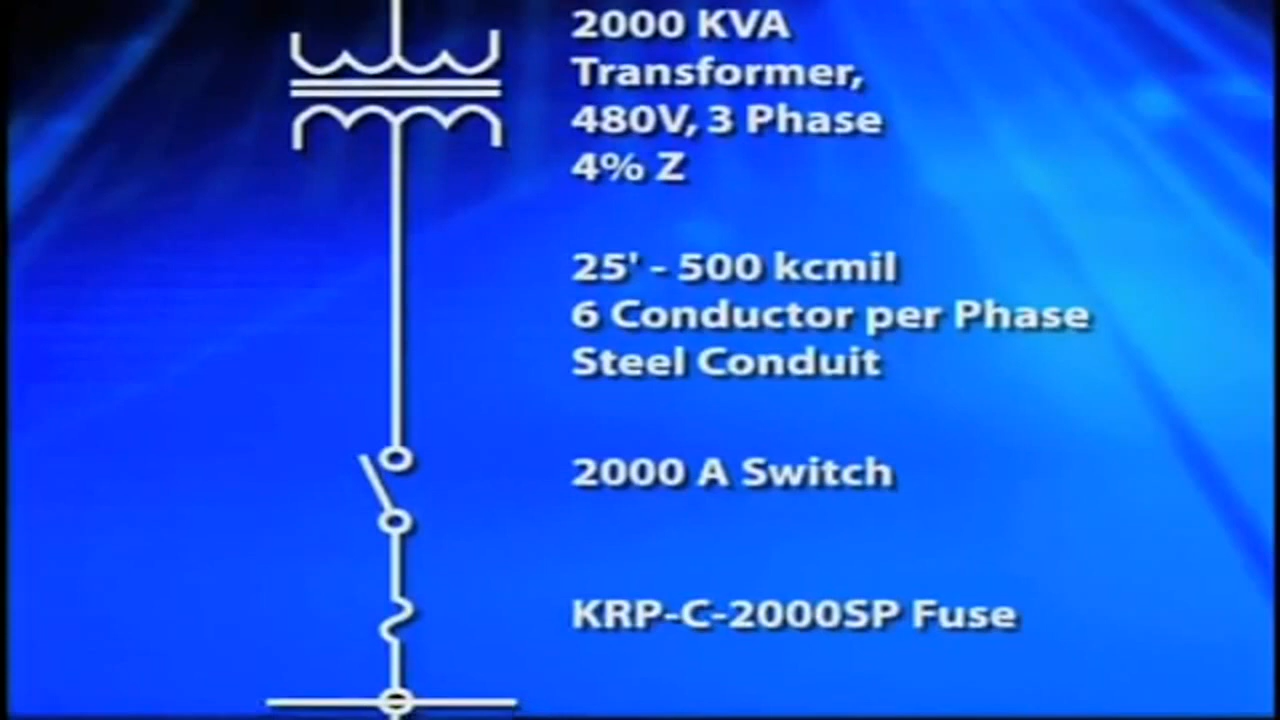 2000 KVA
Transformer,
480V, 3 Phase
4% Z
25' - 500 kcmil
6 Conductor per Phase
Steel Conduit
2000 A Switch
KRP-C-2000SP Fuse